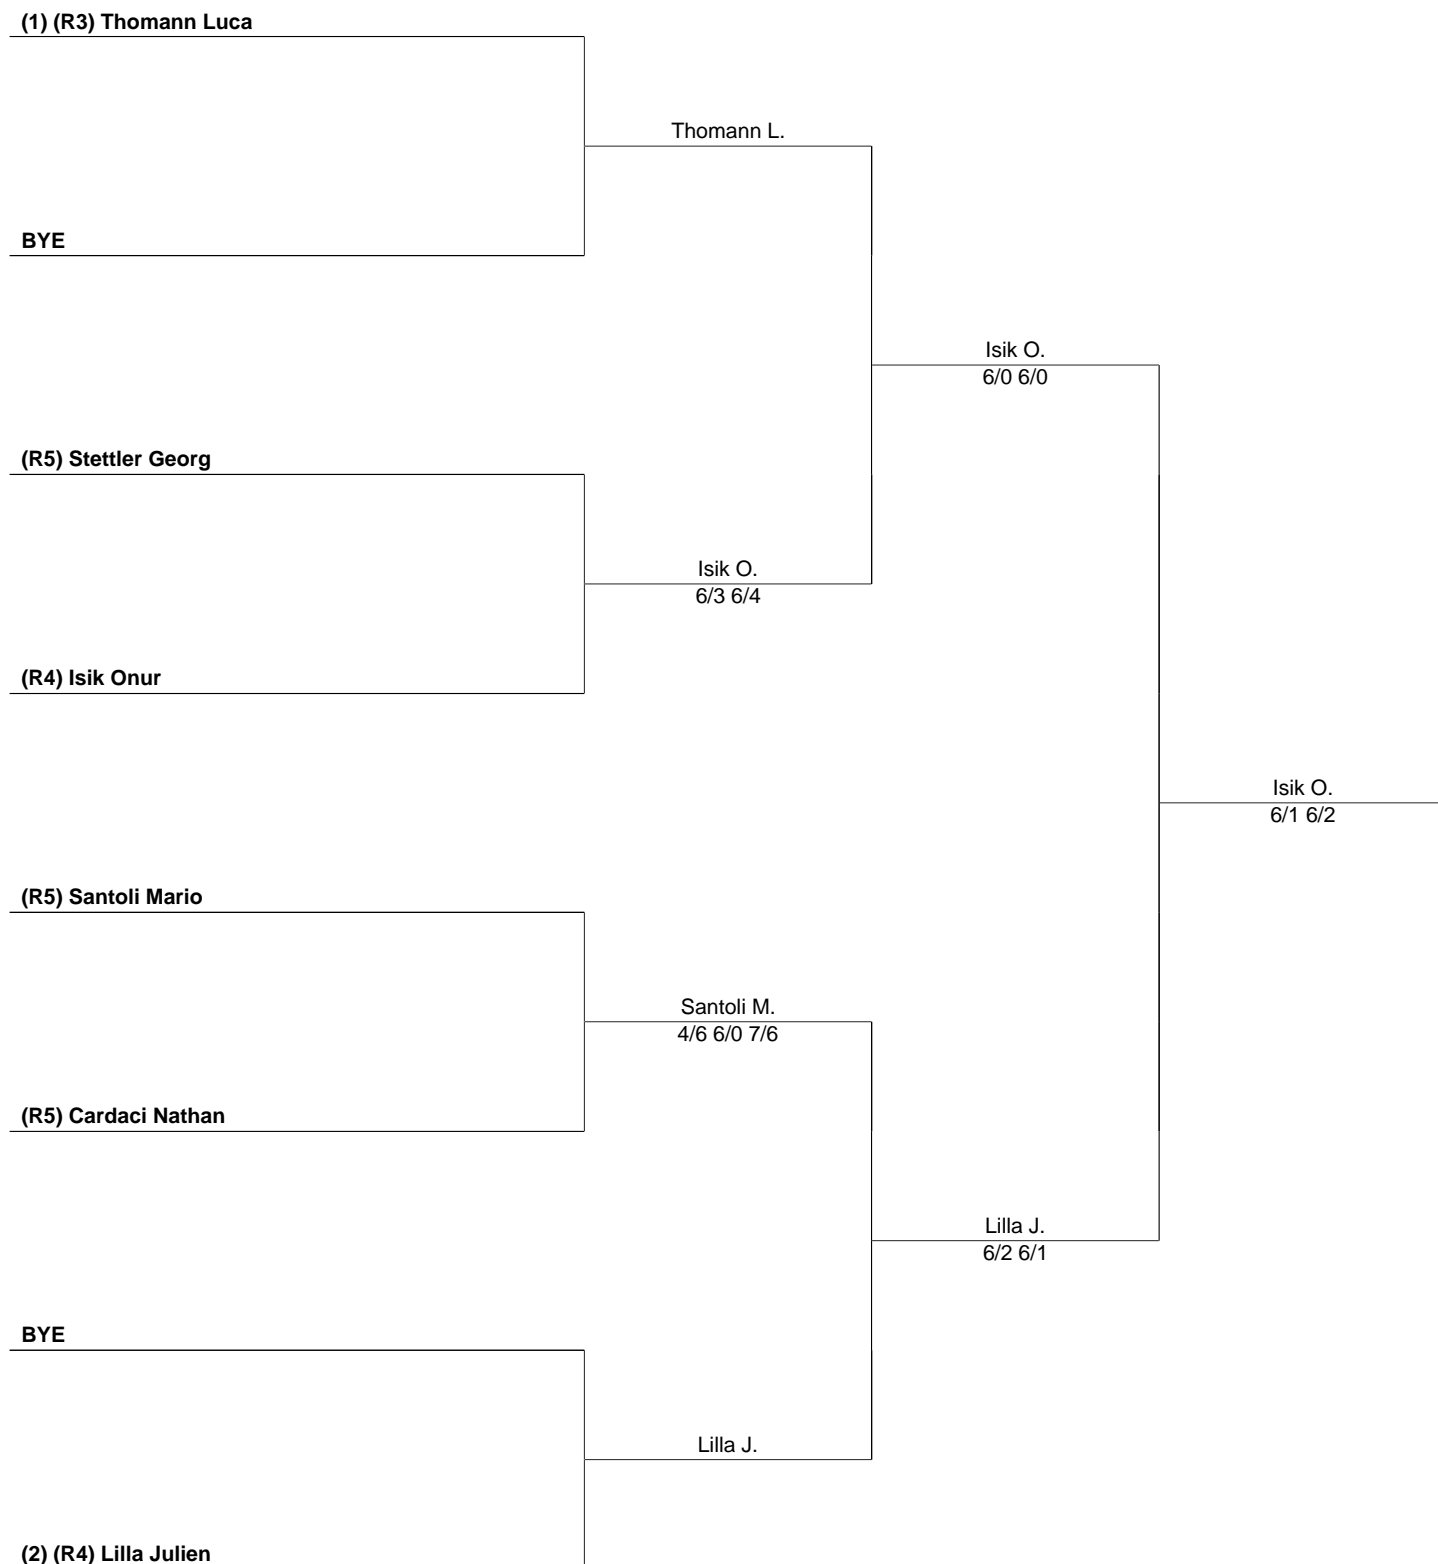 (1) (R3) Thomann Luca
Thomann L.
BYE
Isik O.
6/0 6/0
(R5) Stettler Georg
Isik O.
6/3 6/4
(R4) Isik Onur
Isik O.
6/1 6/2
(R5) Santoli Mario
Santoli M.
4/6 6/0 7/6
(R5) Cardaci Nathan
Lilla J.
6/2 6/1
BYE
Lilla J.
(2) (R4) Lilla Julien